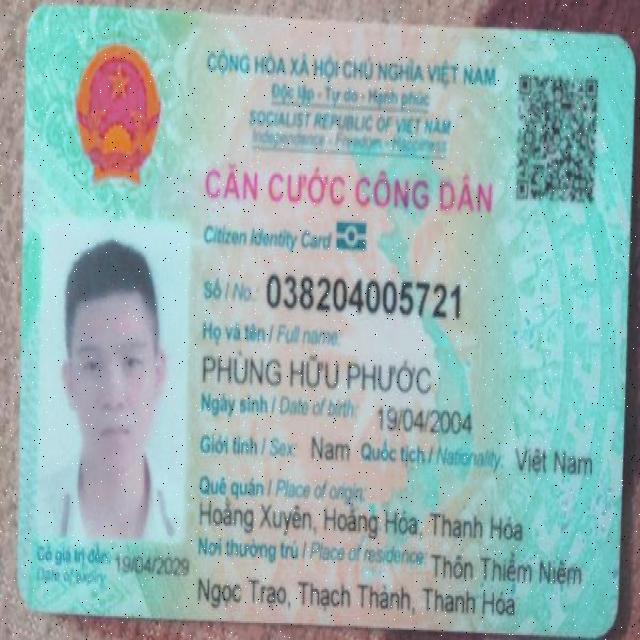 CỘNG HÒA XÃ HỘI CHỦ NGHĨA VIỆT NAM
Độc lập - Tự do - Hạnh phúc
SOCIALIST REPUBLIC OF VIET NAM
Independence - Freedom - Happiness
CĂN CƯỚC CÔNG DÂN
Citizen Identity Card
Số / No.: 038204005721
Họ và tên / Full name:
PHÙNG HỮU PHƯỚC
Ngày sinh / Date of birth: 19/04/2004
Giới tính / Sex: Nam Quốc tịch / Nationality: Việt Nam
Quê quán / Place of origin:
Hoằng Xuyên, Hoằng Hóa, Thanh Hóa
Nơi thường trú / Place of residence: Thôn Thiểm Niệm
Ngọc Trạo, Thạch Thành, Thanh Hóa
Có giá trị đến: 19/04/2029
Date of expiry